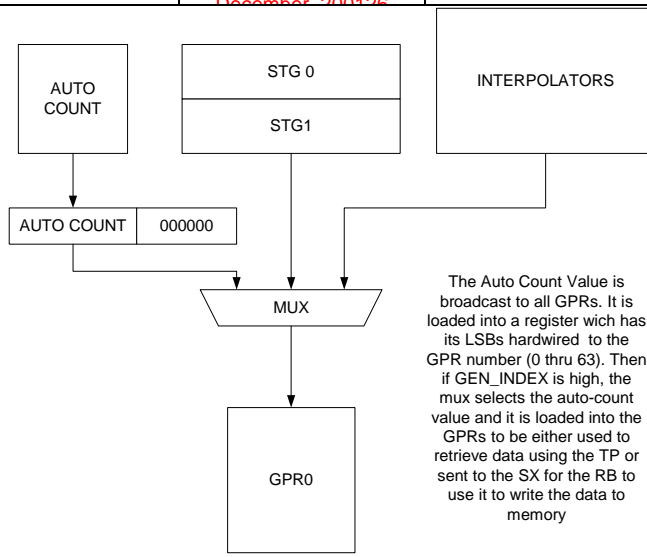 AUTO
COUNT
STG 0
STG1
INTERPOLATORS
AUTO COUNT
000000
MUX
The Auto Count Value is
broadcast to all GPRs. It is
loaded into a register wich has
its LSBs hardwired to the
GPR number (0 thru 63). Then
if GEN_INDEX is high, the
mux selects the auto-count
value and it is loaded into the
GPRs to be either used to
retrieve data using the TP or
sent to the SX for the RB to
use it to write the data to
memory
GPR0